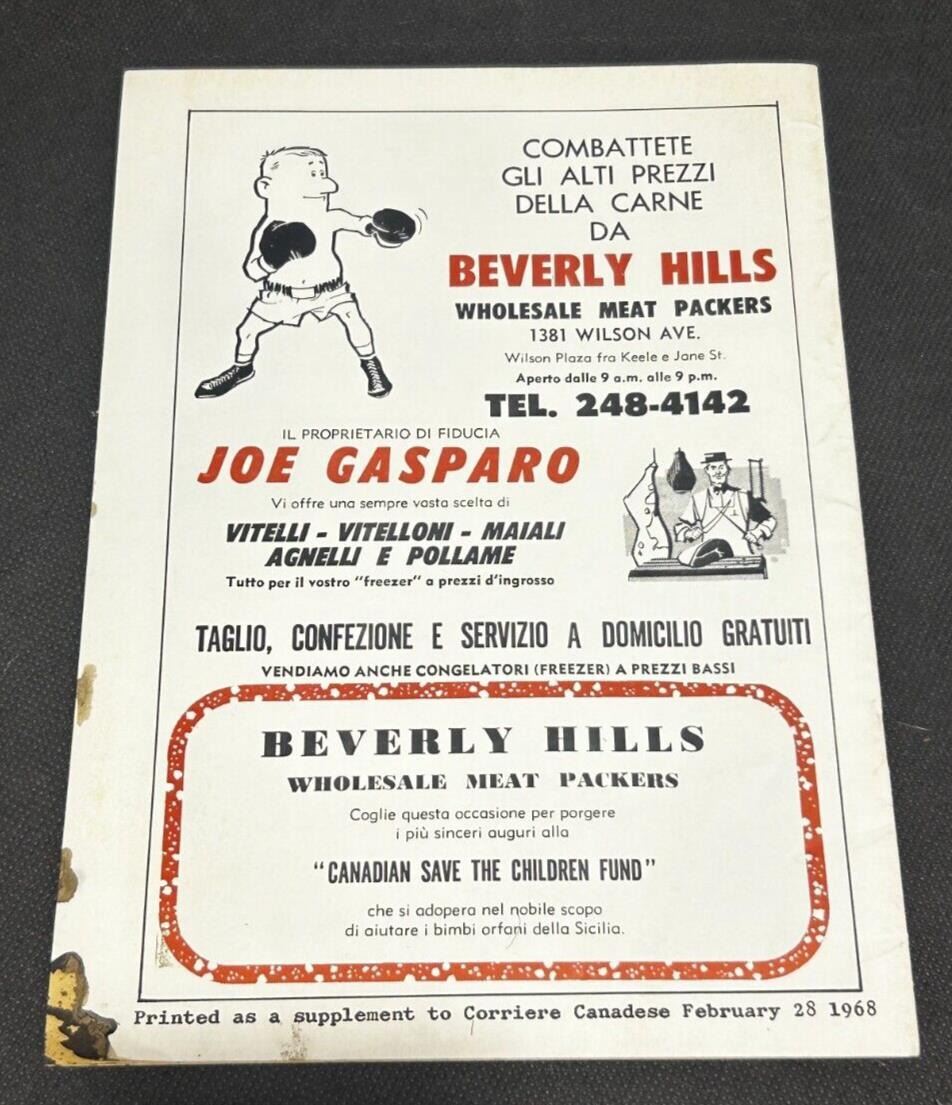 COMBATTETE
GLI ALTI PREZZI
DELLA CARNE
DA
BEVERLY HILLS
WHOLESALE MEAT PACKERS
1381 WILSON AVE.
Wilson Plaza fra Keele e Jane St.
Aperto dalle 9 a.m. alle 9 p.m.
TEL. 248-4142
IL PROPRIETARIO DI FIDUCIA
JOE GASPARO
Vi offre una sempre vasta scelta di
VITELLI - VITELLONI - MAIALI
AGNELLI E POLLAME
Tutto per il vostro "freezer" a prezzi d'ingrosso
TAGLIO, CONFEZIONE E SERVIZIO A DOMICILIO GRATUITI
VENDIAMO ANCHE CONGELATORI (FREEZER) A PREZZI BASSI
BEVERLY HILLS
WHOLESALE MEAT PACKERS
Coglie questa occasione per porgere
i più sinceri auguri alla
"CANADIAN SAVE THE CHILDREN FUND"
che si adopera nel nobile scopo
di aiutare i bimbi orfani della Sicilia.
Printed as a supplement to Corriere Canadese February 28 1968